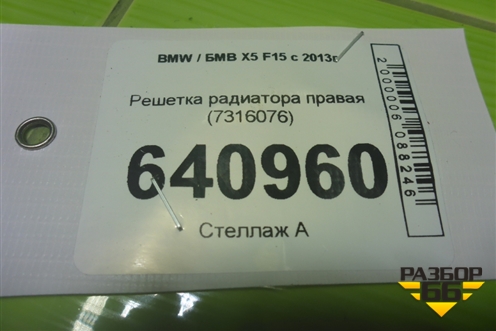 BMW / БМВ X5 F15 с 2013г
Решетка радиатора правая
(7316076)
640960
Стеллаж А
2000006088246
РАЗБОР
66